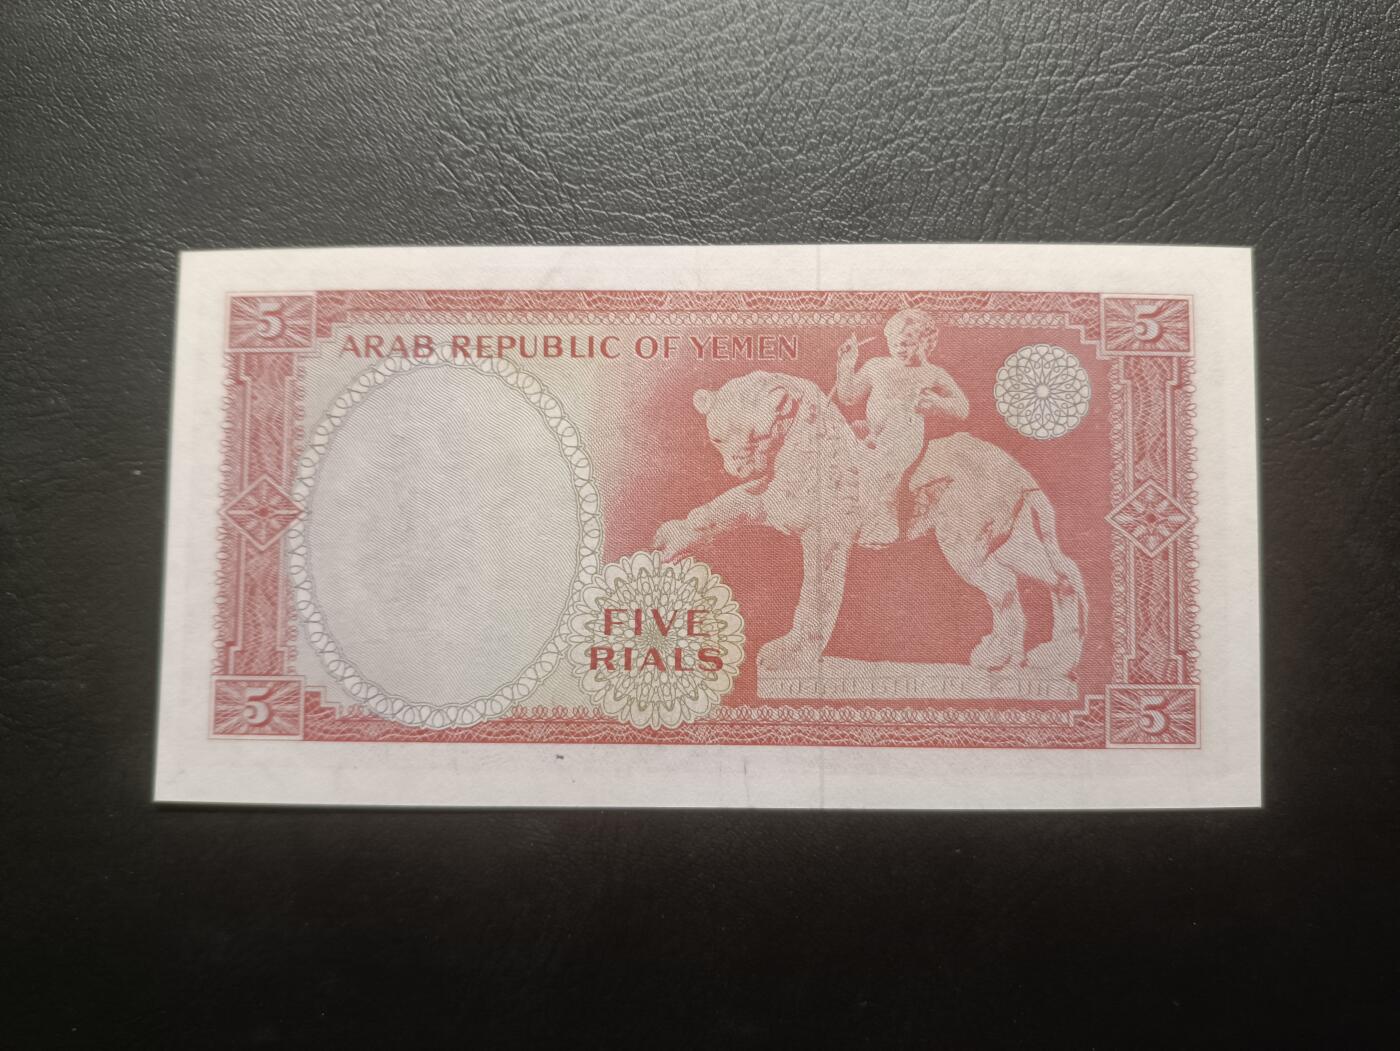 5 5
ARAB REPUBLIC OF YEMEN
FIVE
RIALS
5 5